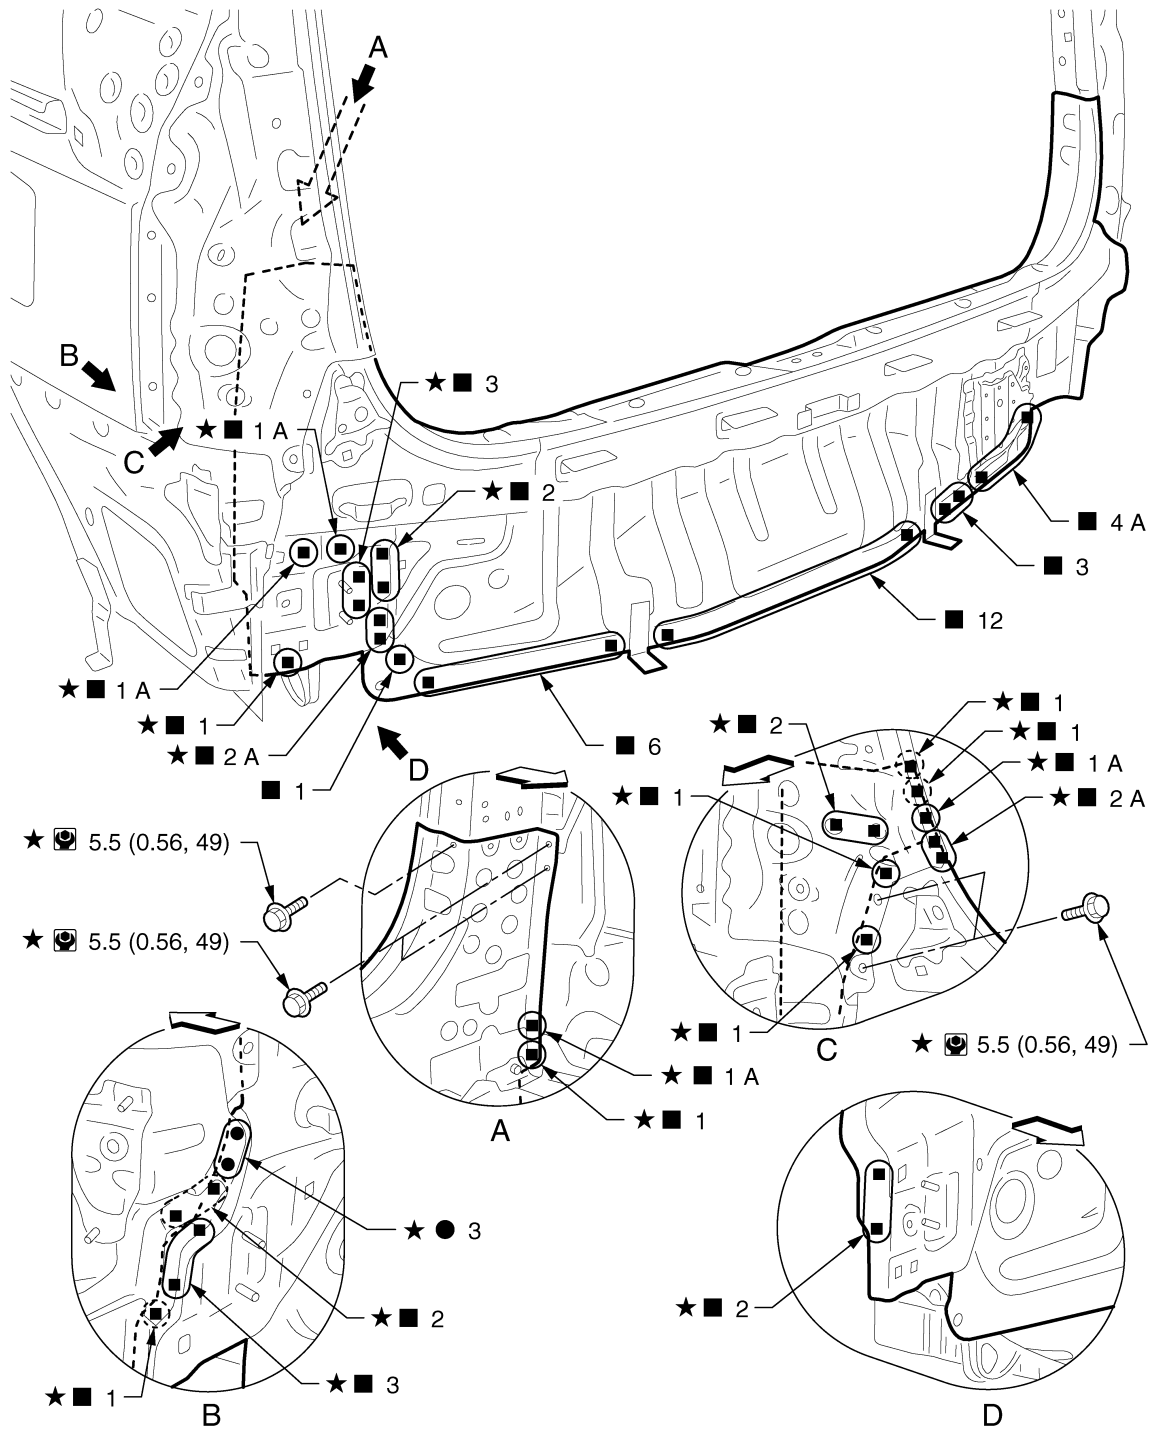 A
B
★ ■ 3
★ ■ 1 A
C
★ ■ 2
■ 4 A
■ 3
■ 12
★ ■ 1 A
★ ■ 1
★ ■ 2 A
■ 6
■ 1
D
★ ■ 1
★ ■ 2
★ ■ 1
★ ■ 1 A
★ ■ 1
★ ■ 2 A
★ 5.5 (0.56, 49)
★ 5.5 (0.56, 49)
★ ■ 1
★ 5.5 (0.56, 49)
C
★ ■ 1 A
★ ■ 1
A
★ ● 3
★ ■ 2
★ ■ 2
★ ■ 3
★ ■ 1
B
D